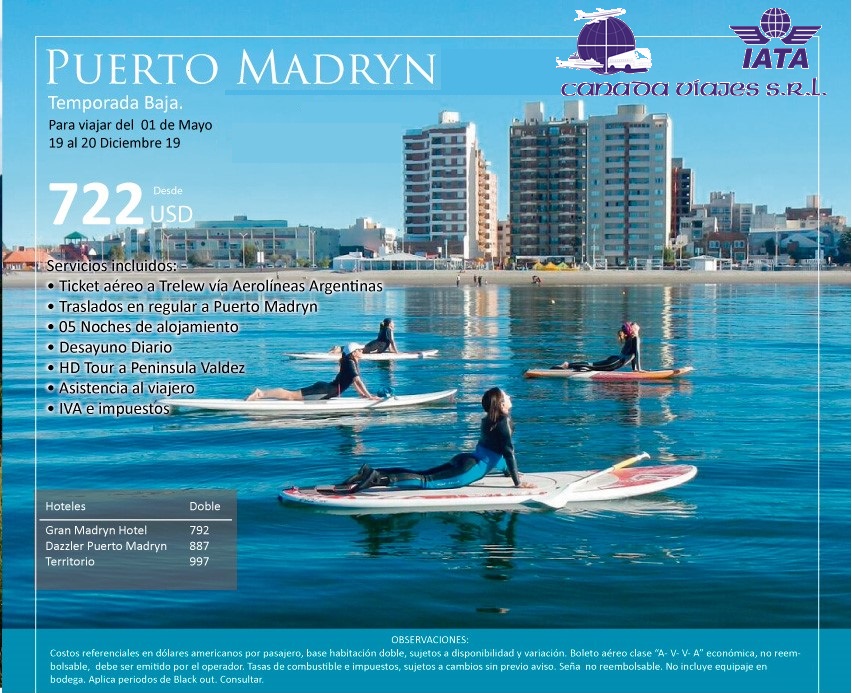 PUERTO MADRYN
CANADA VIAJES S.R.L.
IATA
Temporada Baja.
Para viajar del 01 de Mayo
19 al 20 Diciembre 19
Desde
722 USD
Servicios incluidos:
• Ticket aéreo a Trelew vía Aerolíneas Argentinas
• Traslados en regular a Puerto Madryn
• 05 Noches de alojamiento
• Desayuno Diario
• HD Tour a Peninsula Valdez
• Asistencia al viajero
• IVA e impuestos
Hoteles Doble
Gran Madryn Hotel 792
Dazzler Puerto Madryn 887
Territorio 997
OBSERVACIONES:
Costos referenciales en dólares americanos por pasajero, base habitación doble, sujetos a disponibilidad y variación. Boleto aéreo clase “A- V- V- A” económica, no reem-
bolsable, debe ser emitido por el operador. Tasas de combustible e impuestos, sujetos a cambios sin previo aviso. Seña no reembolsable. No incluye equipaje en
bodega. Aplica periodos de Black out. Consultar.